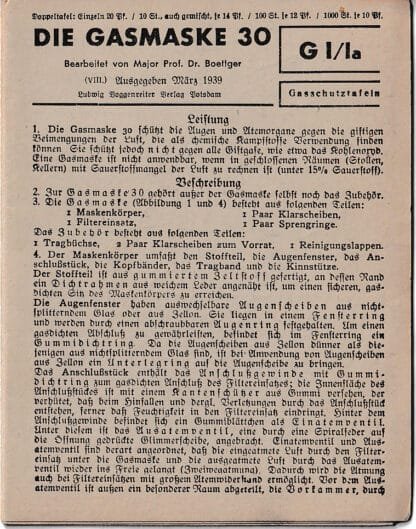 Doppeltafel: Einzeln 20 Pf. / 10 St., auch gemischt, je 14 Pf. / 100 St. je 12 Pf. / 1000 St. je 10 Pf.
DIE GASMASKE 30
G I/Ia
Bearbeitet von Major Prof. Dr. Boettger
(VIII.) Ausgegeben März 1939
Ludwig Voggenreiter Verlag Potsdam
Gasschutztafeln
Leistung
1. Die Gasmaske 30 schützt die Augen und Atemorgane gegen die giftigen
Beimengungen der Luft, die als chemische Kampfstoffe Verwendung finden
können. Sie schützt jedoch nicht gegen alle Giftgase, wie etwa das Kohlenoxyd.
Eine Gasmaske ist nicht anwendbar, wenn in geschlossenen Räumen (Stollen,
Kellern) mit Sauerstoffmangel der Luft zu rechnen ist (unter 15% Sauerstoff).
Beschreibung
2. Zur Gasmaske 30 gehört außer der Gasmaske selbst noch das Zubehör.
3. Die Gasmaske (Abbildung 1 und 4) besteht aus folgenden Teilen:
1 Maskenkörper, 1 Paar Klarscheiben,
1 Filtereinsatz, 1 Paar Sprengringe.
Das Zubehör besteht aus folgenden Teilen:
1 Tragbüchse, 2 Paar Klarscheiben zum Vorrat, 1 Reinigungslappen.
4. Der Maskenkörper umfaßt den Stoffteil, die Augenfenster, das An-
schlußstück, die Kopfbänder, das Tragband und die Kinnstütze.
Der Stoffteil ist aus gummiertem Zeltstoff gefertigt, an dessen Rand
ein Dichtrahmen aus weichem Leder angenäht ist, um einen sicheren, gas-
dichten Sitz des Maskenkörpers zu erreichen.
Die Augenfenster haben auswechselbare Augenscheiben aus nicht-
splitterndem Glas oder aus Zellon. Sie liegen in einem Fensterring
und werden durch einen abschraubbaren Augenring festgehalten. Um einen
gasdichten Abschluß zu gewährleisten, befindet sich im Fensterring ein
Gummidichtring. Da die Augenscheiben aus Zellon dünner als die-
jenigen aus nichtsplitterndem Glas sind, ist bei Anwendung von Augenscheiben
aus Zellon ein Unterlegring auf die Augenscheibe zu bringen.
Das Anschlußstück enthält das Anschlußgewinde mit Gummi-
dichtring zum gasdichten Anschluß des Filtereinsatzes; die Innenfläche des
Anschlußstückes ist mit einem Kantenschützer aus Gummi versehen, der
verhütet, daß beim Hinfallen und bergl. Verletzungen durch das Anschlußstück
entstehen, ferner daß Feuchtigkeit in den Filtereinsatz eindringt. Hinter dem
Anschlußgewinde befindet sich ein Gummiblättchen als Einatemventil.
Unter diesem ist das Ausatemventil, eine durch eine Spiralfeder auf
die Öffnung gedrückte Glimmerscheibe, angebracht. Einatemventil und Aus-
atemventil sind derart angeordnet, daß die eingeatmete Luft durch den Filter-
einsatz unter das Maskeninnere und die ausgeatmete Luft durch das Ausatem-
ventil wieder ins Freie gelangt (Zweiwegatmung). Dadurch wird die Atmung
auch bei Filtereinsätzen mit großem Atemwiderstand ermöglicht. Vor dem Aus-
atemventil ist außen ein besonderer Raum abgeteilt, die Vorkammer, durch